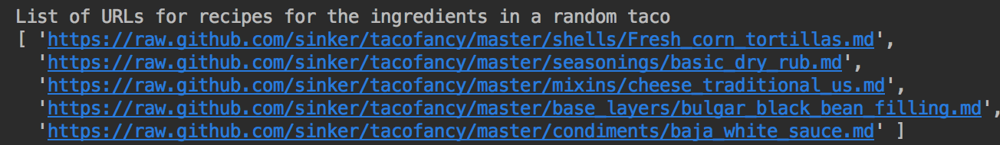 List of URLs for recipes for the ingredients in a random taco
[ 'https://raw.github.com/sinker/tacofancy/master/shells/Fresh_corn_tortillas.md',
'https://raw.github.com/sinker/tacofancy/master/seasonings/basic_dry_rub.md',
'https://raw.github.com/sinker/tacofancy/master/mixins/cheese_traditional_us.md',
'https://raw.github.com/sinker/tacofancy/master/base_layers/bulgar_black_bean_filling.md',
'https://raw.github.com/sinker/tacofancy/master/condiments/baja_white_sauce.md' ]